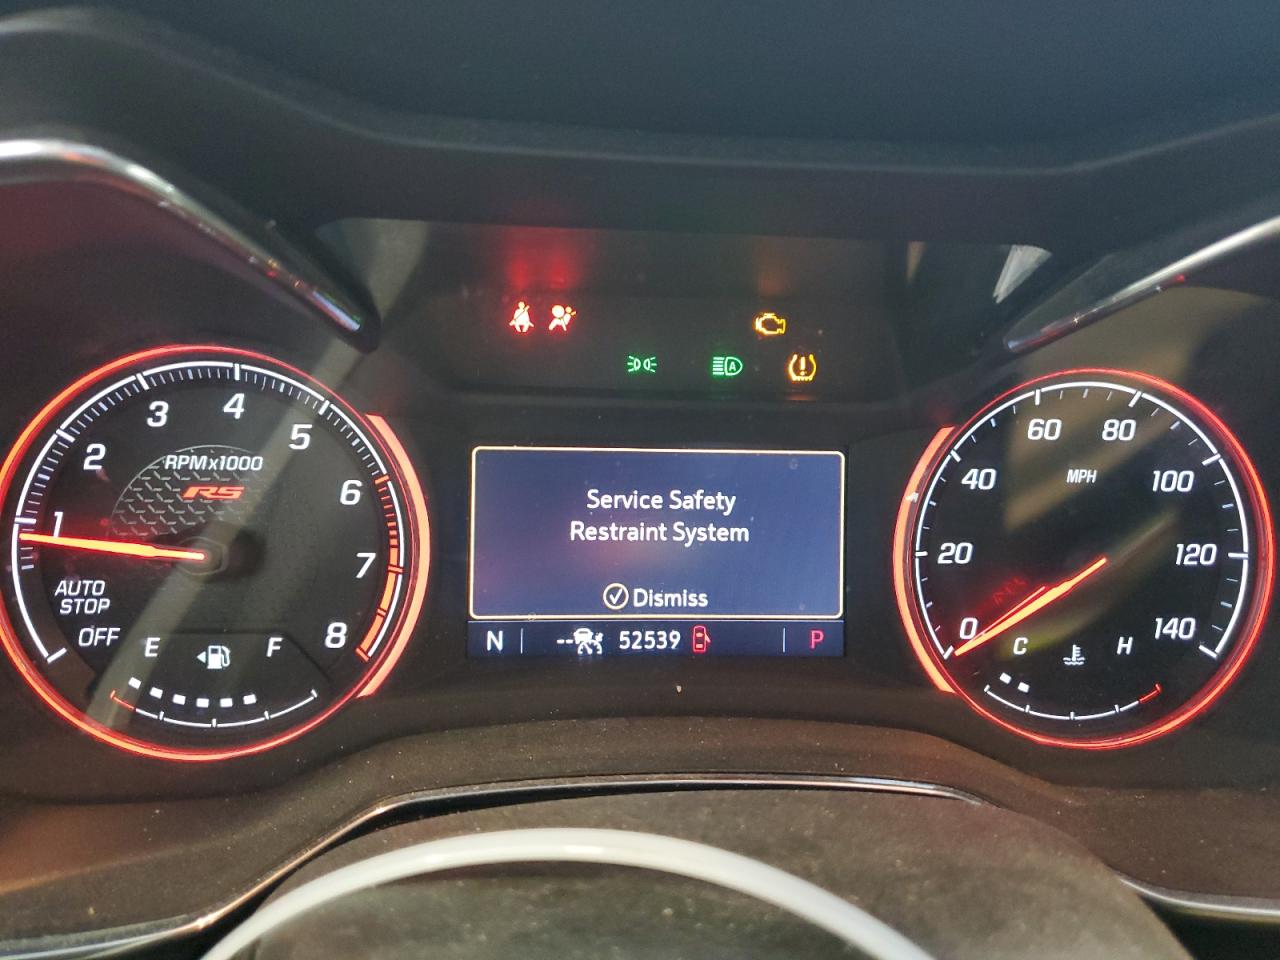 1
2
3
4
5
6
7
8
RPMx1000
RS
AUTO
STOP
OFF
E
F
Service Safety
Restraint System
Dismiss
N
--
52539
P
A
0
20
40
60
80
100
120
140
MPH
C
H